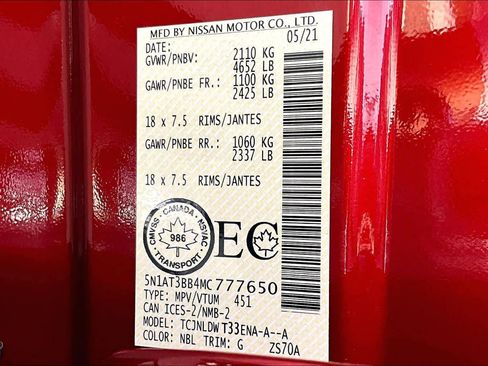 MFD BY NISSAN MOTOR CO., LTD.
DATE: 05/21
GVWR/PNBV: 2110 KG
4652 LB
GAWR/PNBE FR.: 1100 KG
2425 LB
18 x 7.5 RIMS/JANTES
GAWR/PNBE RR.: 1060 KG
2337 LB
18 x 7.5 RIMS/JANTES
CANADA
CMVSS NSVAC
986
TRANSPORT
EC
5N1AT3BB4MC777650
TYPE: MPV/VTUM 451
CAN ICES-2/NMB-2
MODEL: TCJNLDW T33ENA-A--A
COLOR: NBL TRIM: G ZS70A